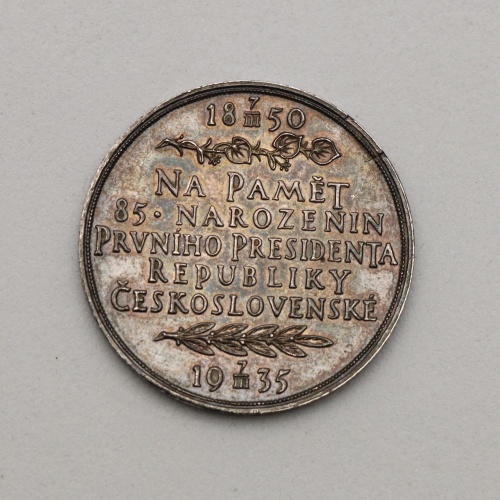 18 7/III 50
NA PAMĚT
85. NAROZENIN
PRVNÍHO PRESIDENTA
REPUBLIKY
ČESKOSLOVENSKÉ
19 7/III 35